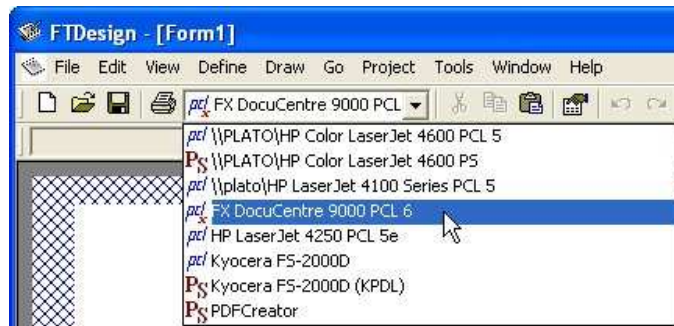 FTDesign - [Form1]
File Edit View Define Draw Go Project Tools Window Help
pcl x FX DocuCentre 9000 PCL
pcl \\PLATO\HP Color LaserJet 4600 PCL 5
PS \\PLATO\HP Color LaserJet 4600 PS
pcl \\plato\HP LaserJet 4100 Series PCL 5
pcl x FX DocuCentre 9000 PCL 6
pcl HP LaserJet 4250 PCL 5e
pcl Kyocera FS-2000D
PS Kyocera FS-2000D (KPDL)
PS PDFCreator